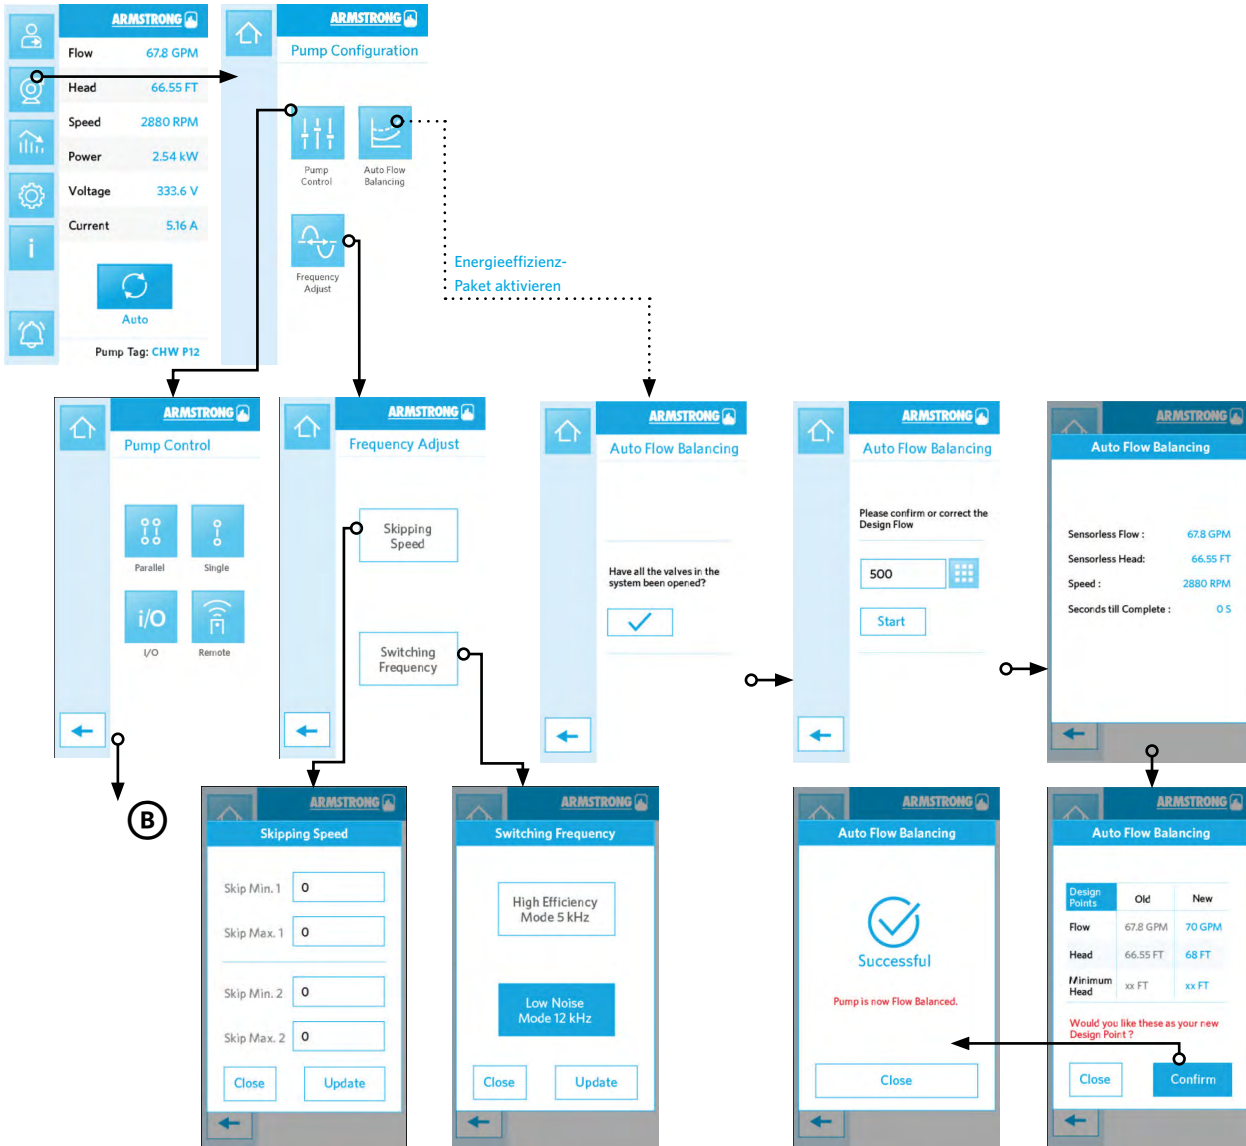 ARMSTRONG
Flow 67.8 GPM
Head 66.55 FT
Speed 2880 RPM
Power 2.54 kW
Voltage 333.6 V
Current 5.16 A
i
Auto
Pump Tag: CHW P12
ARMSTRONG
Pump Configuration
Pump
Control
Auto Flow
Balancing
Frequency
Adjust
Energieeffizienz-
Paket aktivieren
ARMSTRONG
Pump Control
Parallel
Single
i/O
I/O
Remote
B
ARMSTRONG
Frequency Adjust
Skipping
Speed
Switching
Frequency
ARMSTRONG
Auto Flow Balancing
Have all the valves in the
system been opened?
ARMSTRONG
Auto Flow Balancing
Please confirm or correct the
Design Flow
500
Start
ARMSTRONG
Auto Flow Balancing
Sensorless Flow : 67.8 GPM
Sensorless Head: 66.55 FT
Speed : 2880 RPM
Seconds till Complete : 0 S
ARMSTRONG
Skipping Speed
Skip Min. 1 0
Skip Max. 1 0
Skip Min. 2 0
Skip Max. 2 0
Close Update
ARMSTRONG
Switching Frequency
High Efficiency
Mode 5 kHz
Low Noise
Mode 12 kHz
Close Update
ARMSTRONG
Auto Flow Balancing
Successful
Pump is now Flow Balanced.
Close
ARMSTRONG
Auto Flow Balancing
Design
Points
Old New
Flow 67.8 GPM 70 GPM
Head 66.55 FT 68 FT
Minimum
Head
xx FT xx FT
Would you like these as your new
Design Point ?
Close Confirm